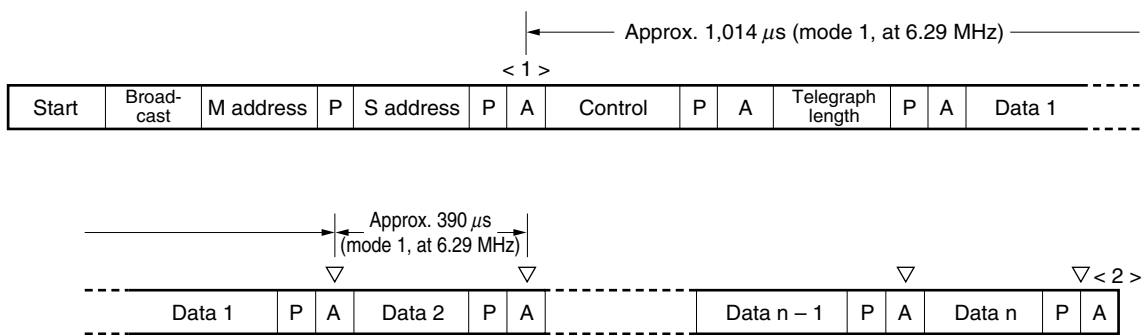 Approx. 1,014 μs (mode 1, at 6.29 MHz)
< 1 >
Start Broad-cast M address P S address P A Control P A Telegraph length P A Data 1
Approx. 390 μs
(mode 1, at 6.29 MHz)
▽ ▽ ▽ ▽ < 2 >
Data 1 P A Data 2 P A Data n – 1 P A Data n P A